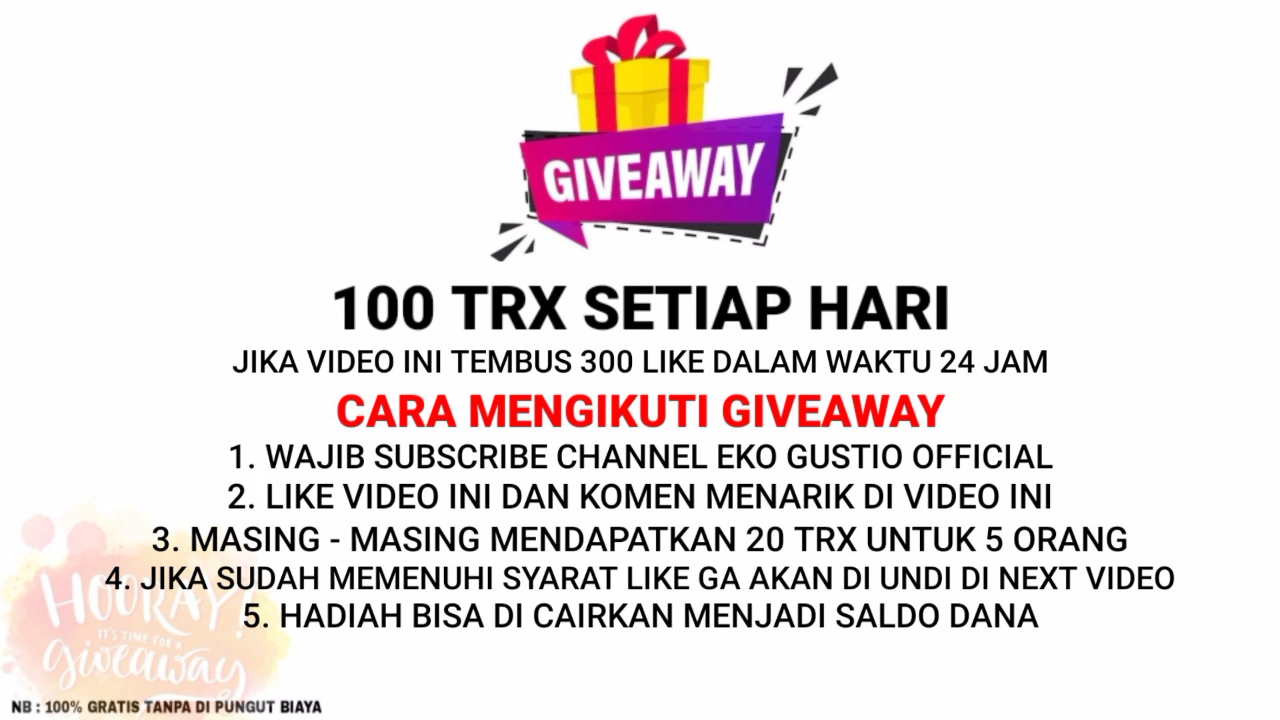 GIVEAWAY
100 TRX SETIAP HARI
JIKA VIDEO INI TEMBUS 300 LIKE DALAM WAKTU 24 JAM
CARA MENGIKUTI GIVEAWAY
1. WAJIB SUBSCRIBE CHANNEL EKO GUSTIO OFFICIAL
2. LIKE VIDEO INI DAN KOMEN MENARIK DI VIDEO INI
3. MASING - MASING MENDAPATKAN 20 TRX UNTUK 5 ORANG
4. JIKA SUDAH MEMENUHI SYARAT LIKE GA AKAN DI UNDI DI NEXT VIDEO
5. HADIAH BISA DI CAIRKAN MENJADI SALDO DANA
HOORAY!
IT'S TIME FOR A
giveaway
NB : 100% GRATIS TANPA DI PUNGUT BIAYA